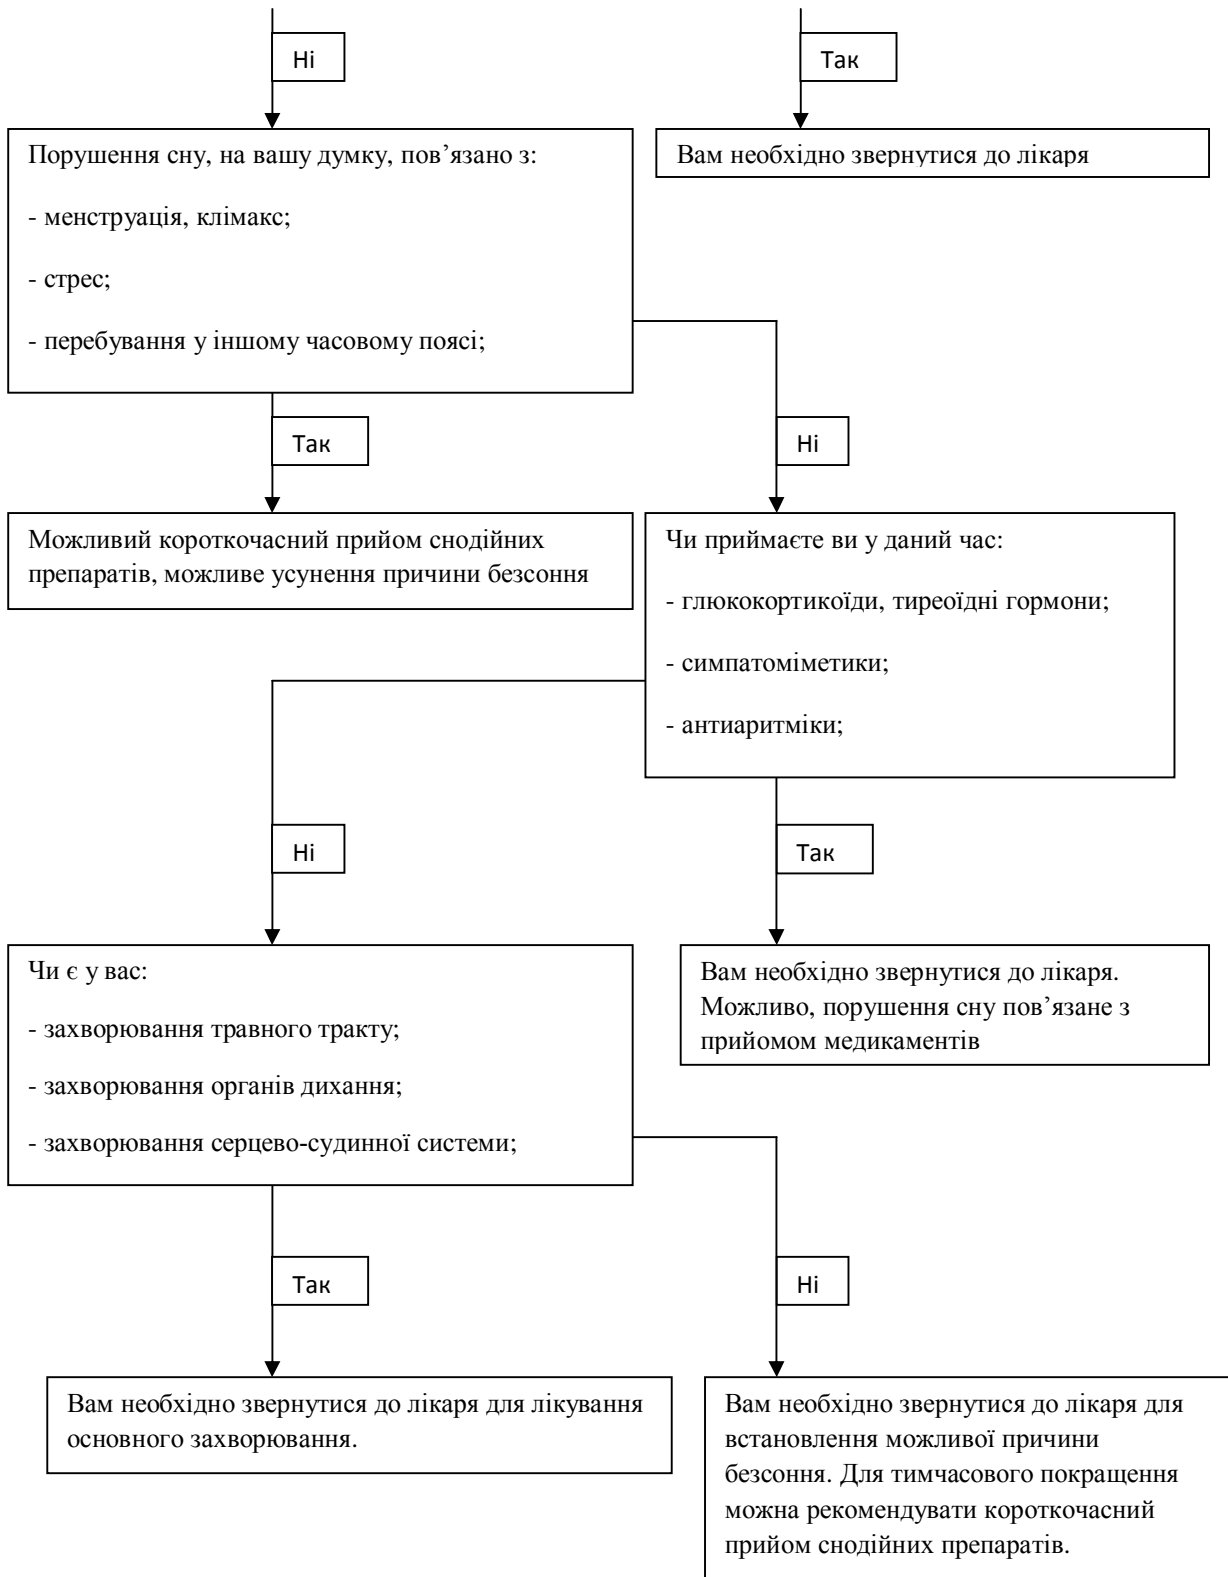 Ні
Так
Порушення сну, на вашу думку, пов’язано з:
- менструація, клімакс;
- стрес;
- перебування у іншому часовому поясі;
Вам необхідно звернутися до лікаря
Так
Ні
Можливий короткочасний прийом снодійних
препаратів, можливе усунення причини безсоння
Чи приймаєте ви у даний час:
- глюкокортикоїди, тиреоїдні гормони;
- симпатоміметики;
- антиаритміки;
Ні
Так
Чи є у вас:
- захворювання травного тракту;
- захворювання органів дихання;
- захворювання серцево-судинної системи;
Вам необхідно звернутися до лікаря.
Можливо, порушення сну пов’язане з
прийомом медикаментів
Так
Ні
Вам необхідно звернутися до лікаря для лікування
основного захворювання.
Вам необхідно звернутися до лікаря для
встановлення можливої причини
безсоння. Для тимчасового покращення
можна рекомендувати короткочасний
прийом снодійних препаратів.